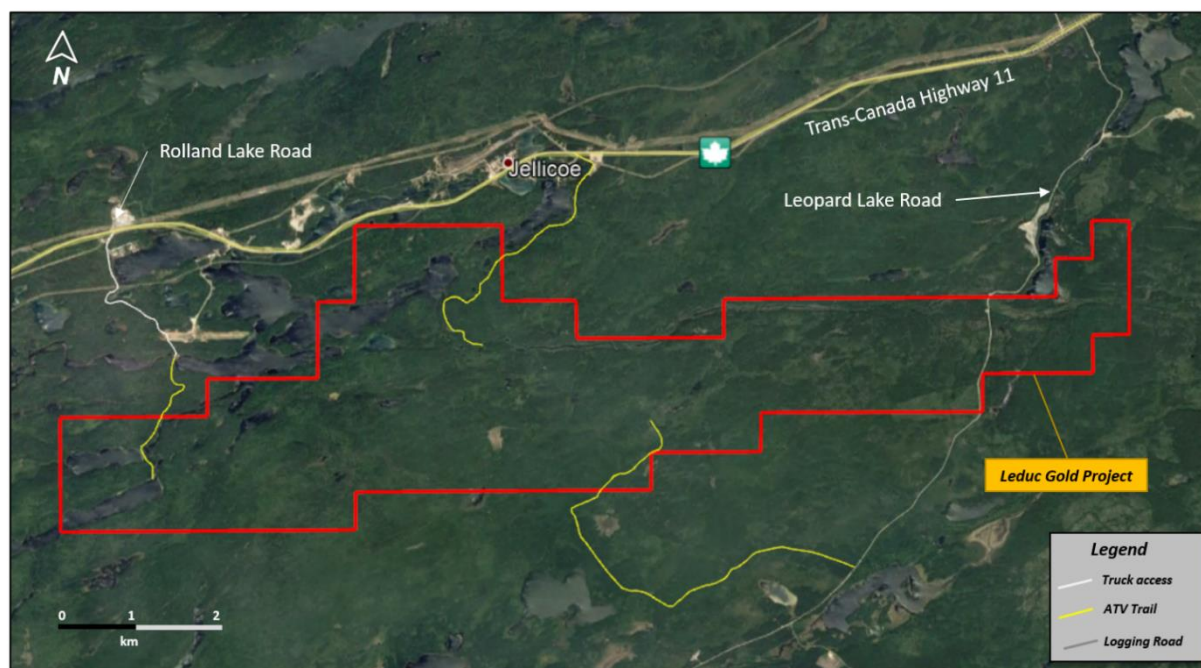 N
Trans-Canada Highway 11
Rolland Lake Road
Jellicoe
Leopard Lake Road
Leduc Gold Project
Legend
Truck access
ATV Trail
Logging Road
0 1 2
km